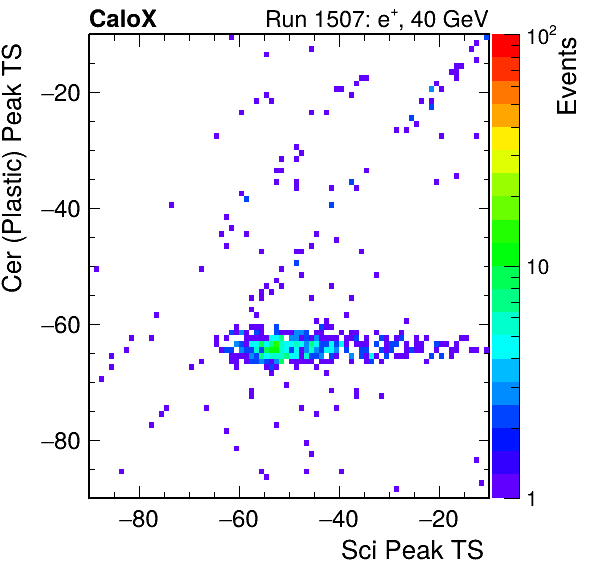 CaloX Run 1507: e⁺, 40 GeV
Cer (Plastic) Peak TS
−20
−40
−60
−80
−80 −60 −40 −20
Sci Peak TS
10²
10
1
Events